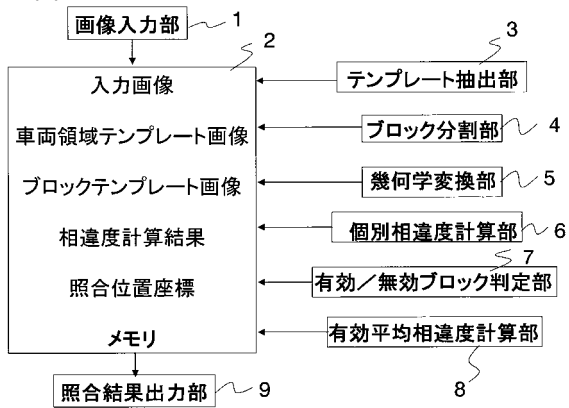 画像入力部
1
2
入力画像
車両領域テンプレート画像
ブロックテンプレート画像
相違度計算結果
照合位置座標
メモリ
テンプレート抽出部
3
ブロック分割部
4
幾何学変換部
5
個別相違度計算部
6
有効／無効ブロック判定部
7
有効平均相違度計算部
8
照合結果出力部
9